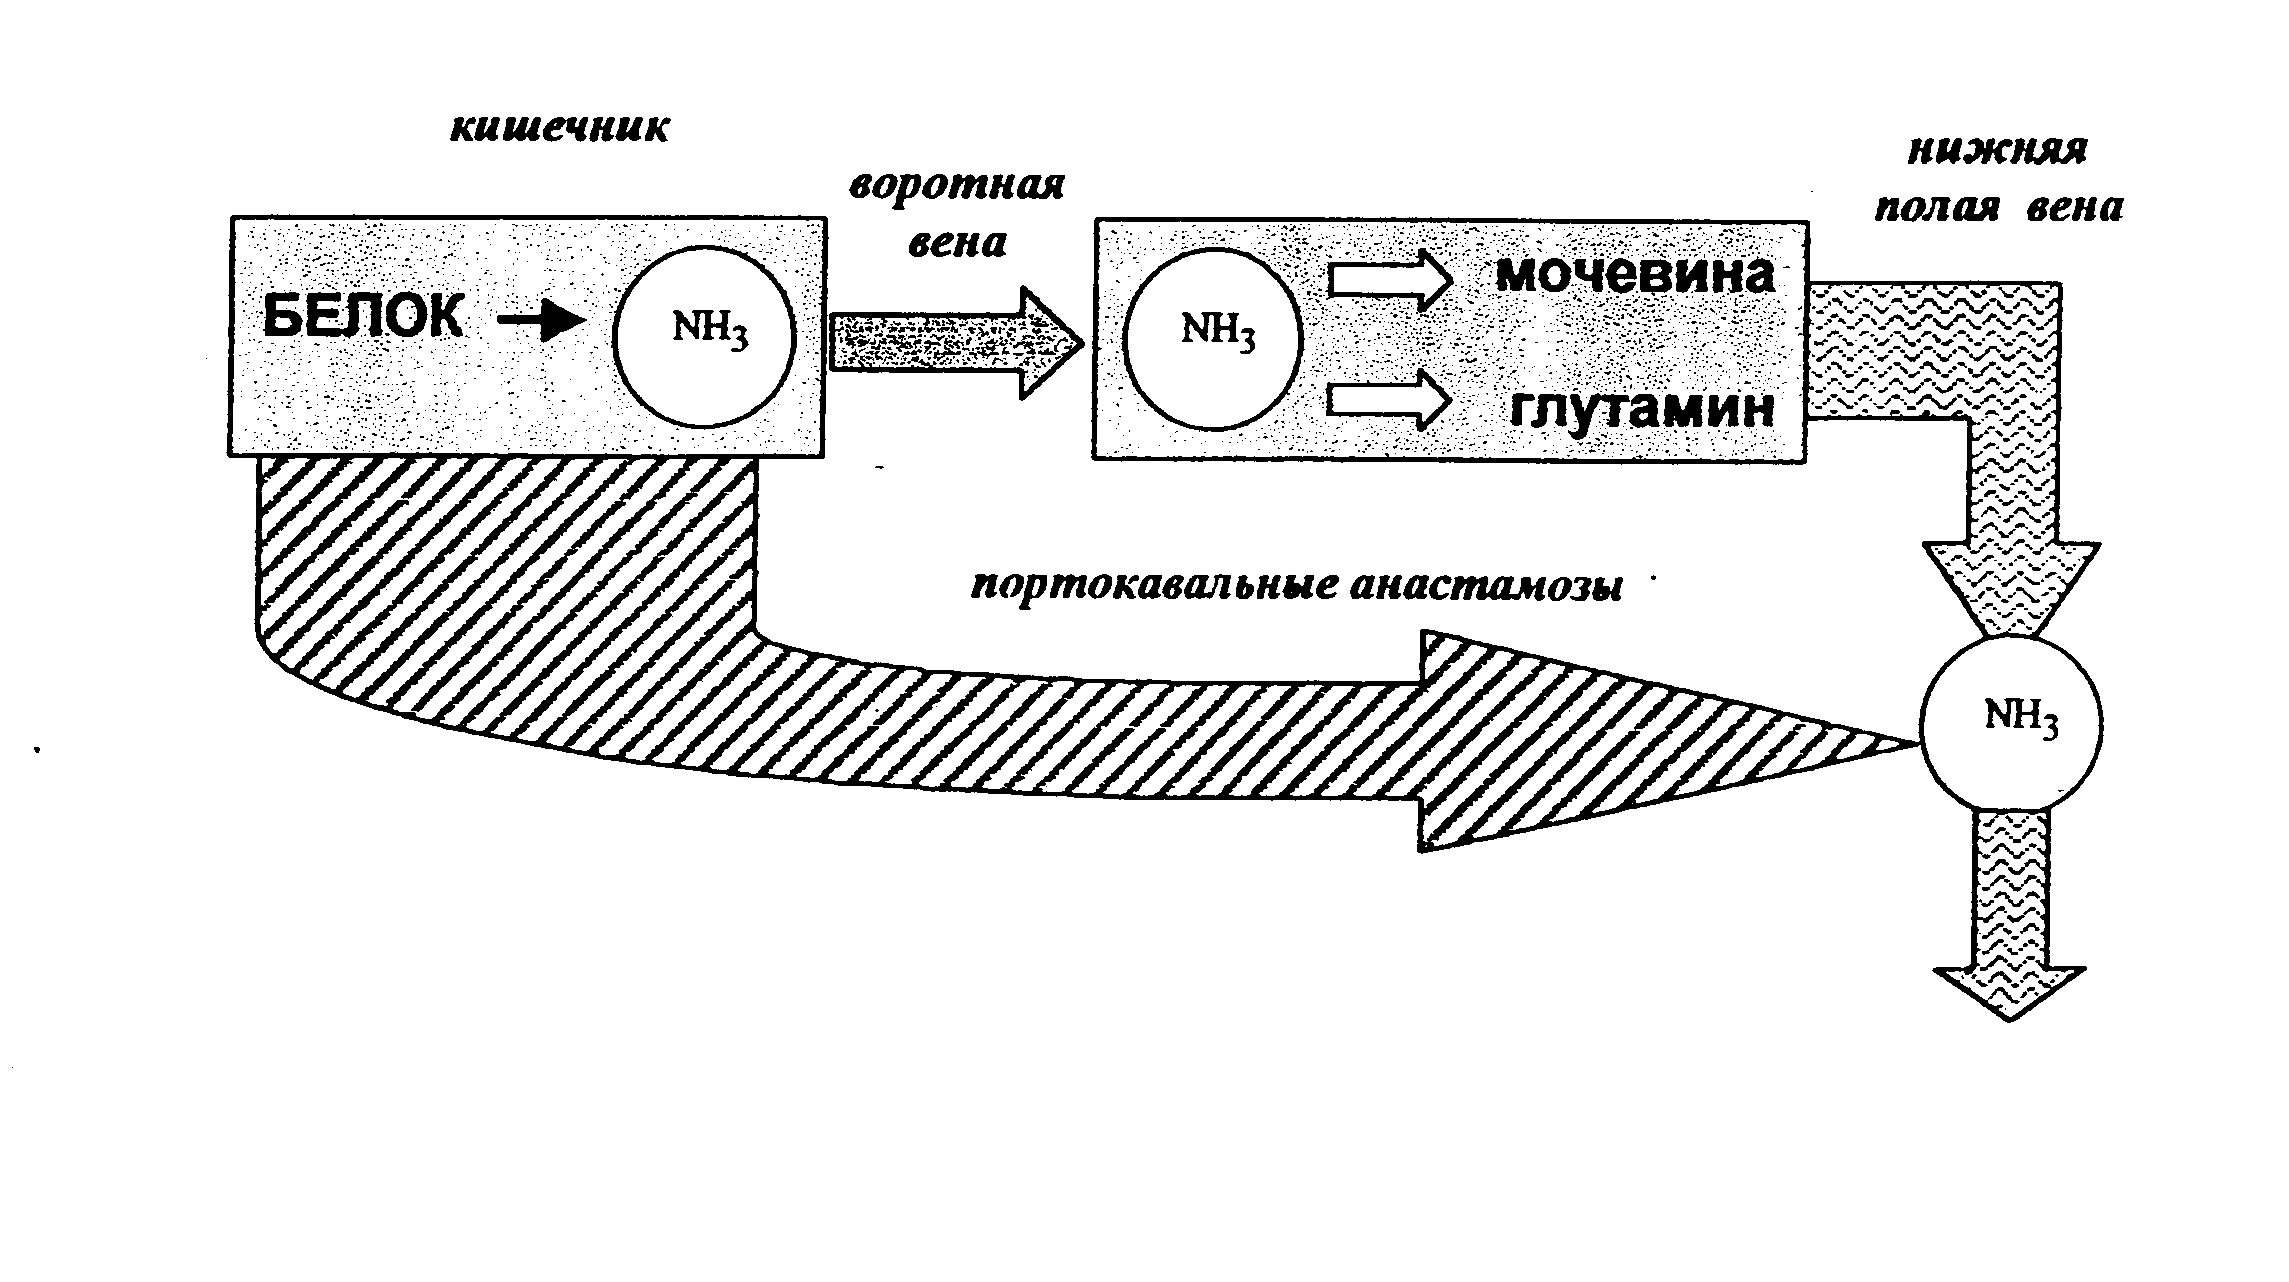 кишечник
воротная
вена
нижняя
полая вена
БЕЛОК
NH3
NH3
мочевина
глутамин
портокавальные анастамозы
NH3